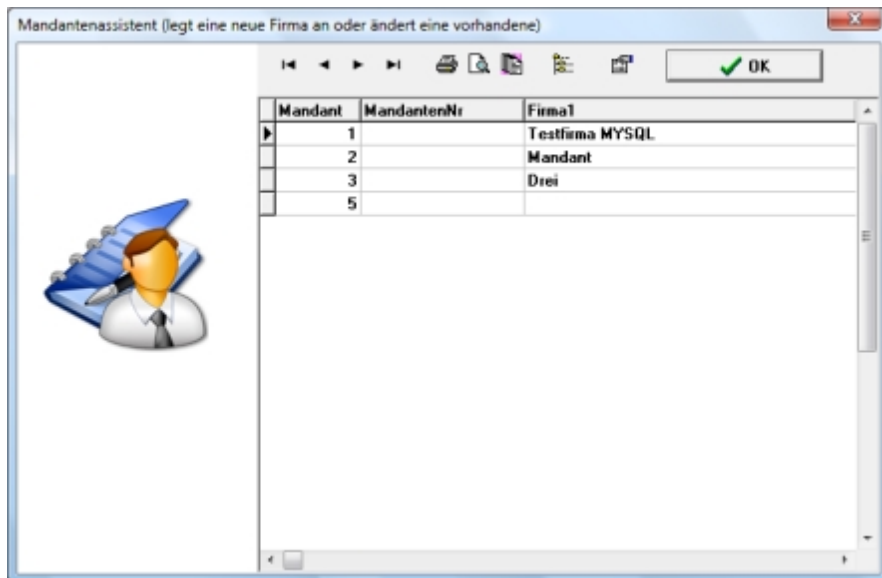 Mandantenassistent (legt eine neue Firma an oder ändert eine vorhandene)
OK
Mandant MandantenNr Firma1
1 Testfirma MYSQL
2 Mandant
3 Drei
5